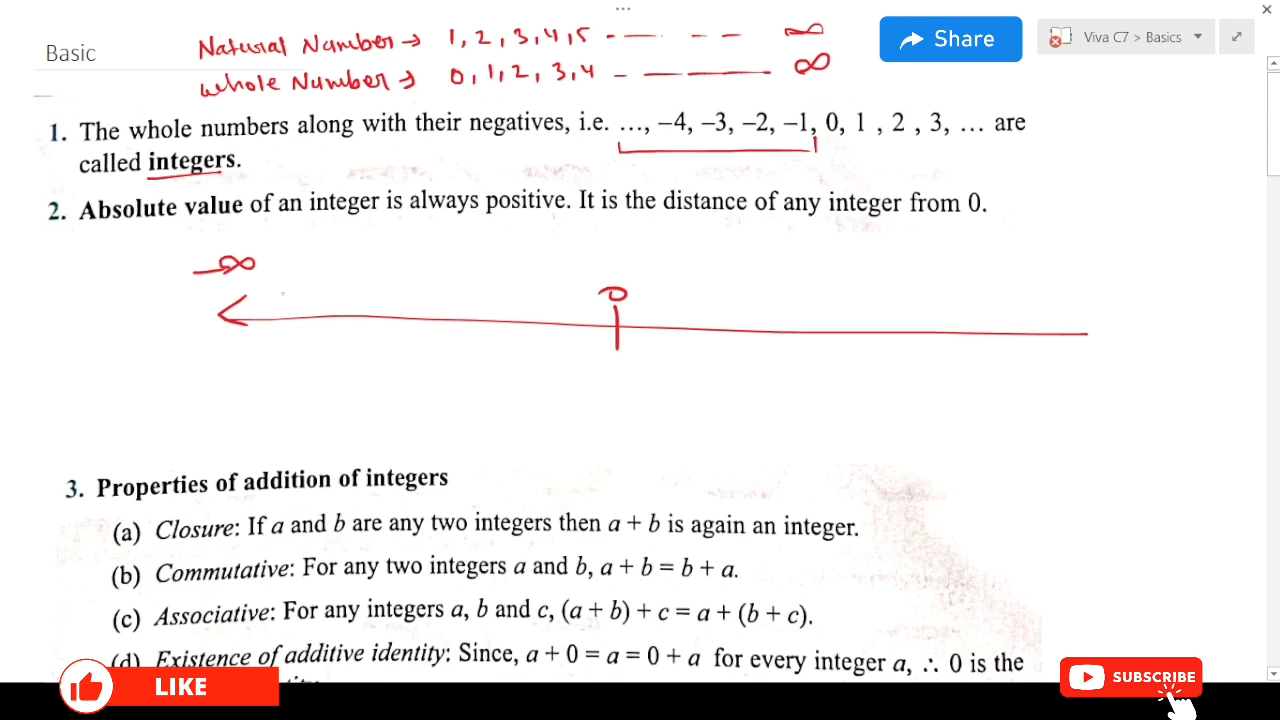 ...
Basic
Natural Number → 1, 2, 3, 4, 5 - — - - - ∞
Share
Viva C7 > Basics
Whole Number → 0, 1, 2, 3, 4 - — — — ∞
1. The whole numbers along with their negatives, i.e. ..., −4, −3, −2, −1, 0, 1 , 2 , 3, ... are
called integers.
2. Absolute value of an integer is always positive. It is the distance of any integer from 0.
−∞
0
3. Properties of addition of integers
(a) Closure: If a and b are any two integers then a + b is again an integer.
(b) Commutative: For any two integers a and b, a + b = b + a.
(c) Associative: For any integers a, b and c, (a + b) + c = a + (b + c).
(d) Existence of additive identity: Since, a + 0 = a = 0 + a for every integer a, ∴ 0 is the
LIKE
SUBSCRIBE